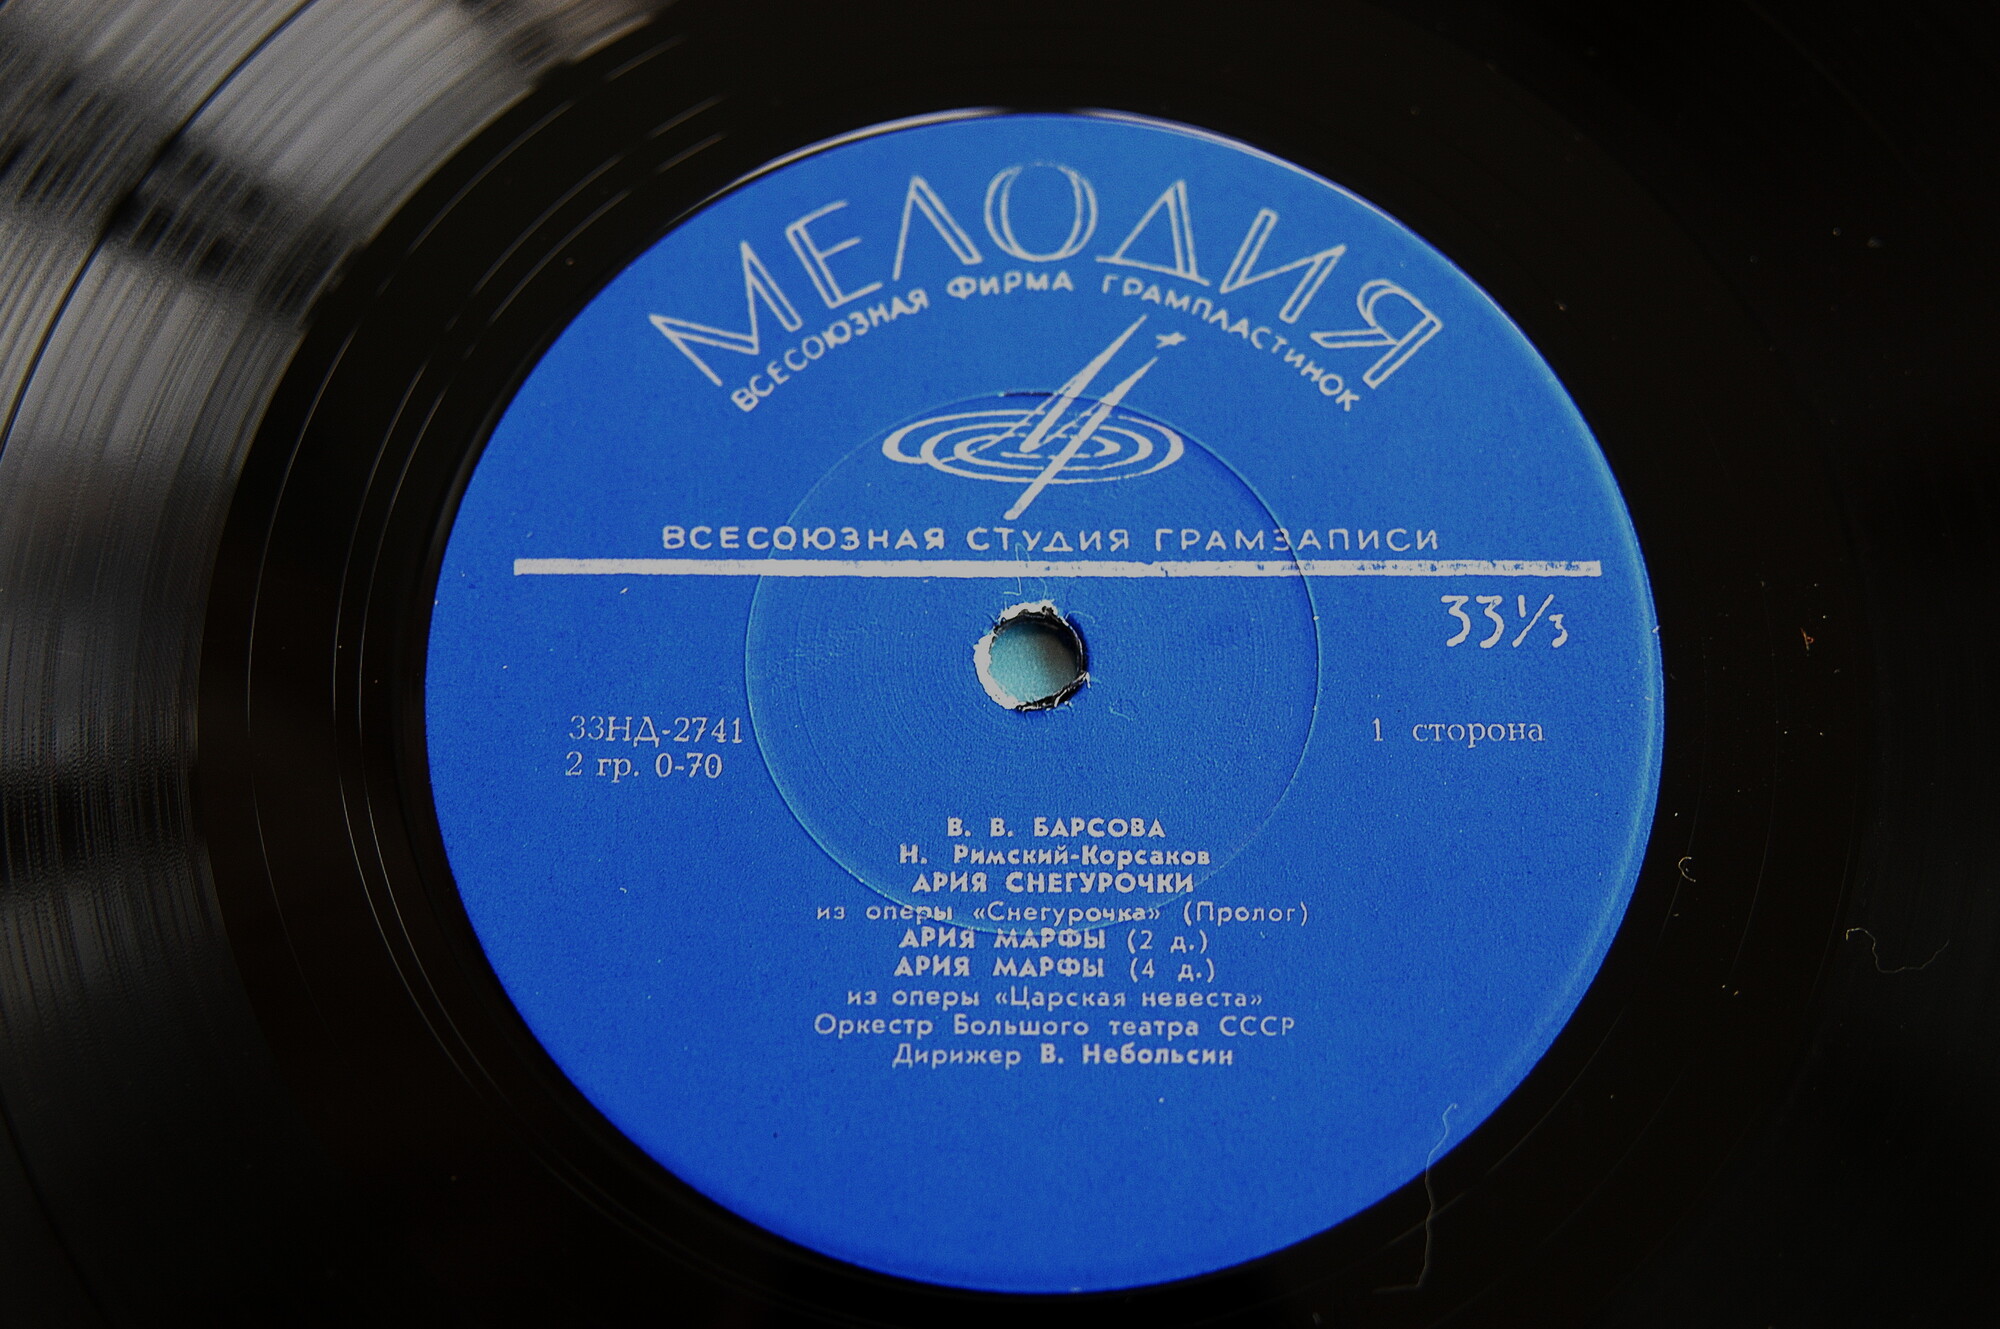 МЕЛОДИЯ
ВСЕСОЮЗНАЯ ФИРМА ГРАМПЛАСТИНОК
ВСЕСОЮЗНАЯ СТУДИЯ ГРАМЗАПИСИ
33⅓
33НД-2741
2 гр. 0-70
1 сторона
В. В. БАРСОВА
Н. Римский-Корсаков
АРИЯ СНЕГУРОЧКИ
из оперы «Снегурочка» (Пролог)
АРИЯ МАРФЫ (2 д.)
АРИЯ МАРФЫ (4 д.)
из оперы «Царская невеста»
Оркестр Большого театра СССР
Дирижер В. Небольсин